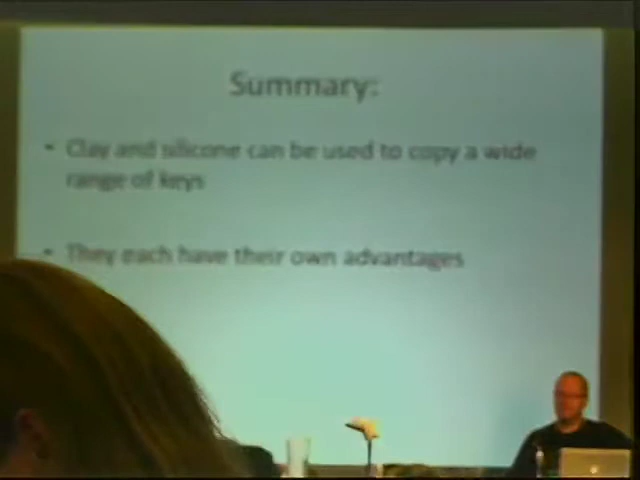 Summary:
• Clay and silicone can be used to copy a wide
range of keys
• They each have their own advantages